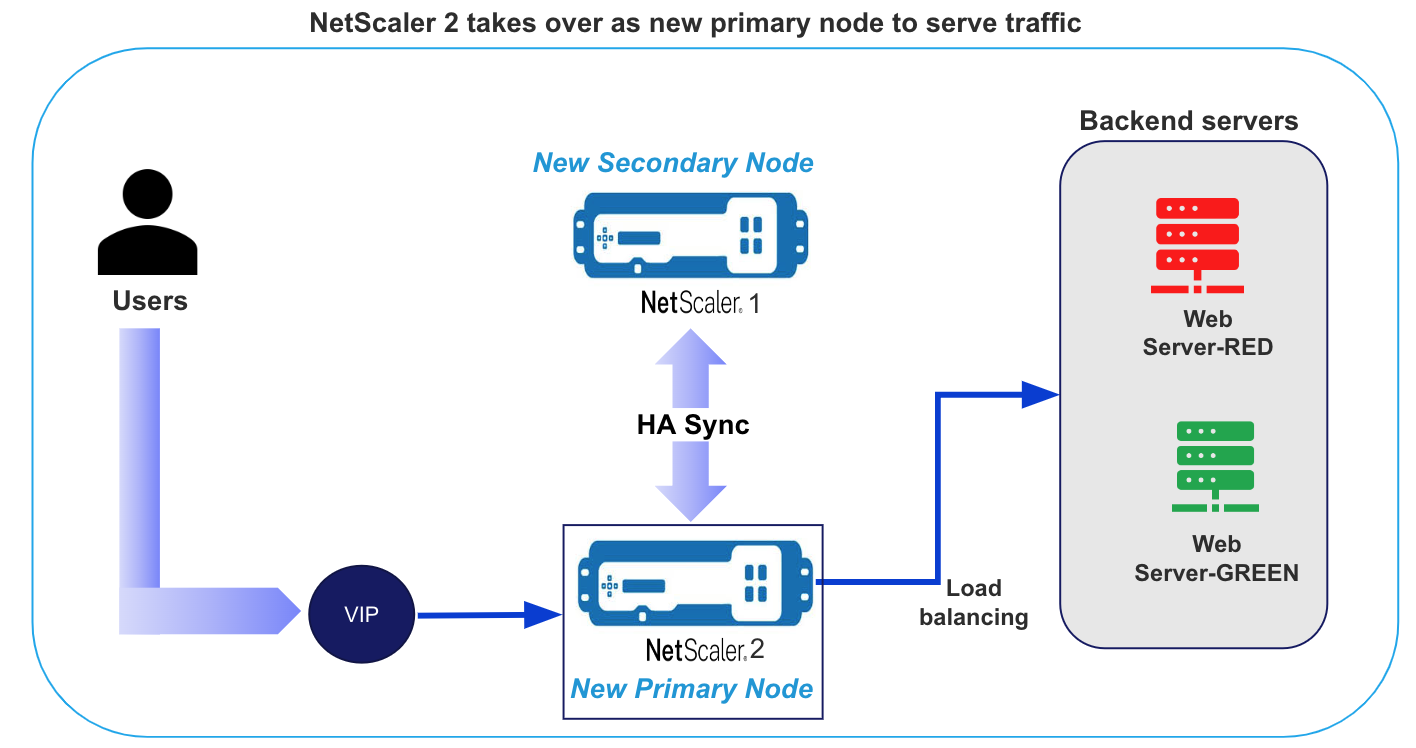 NetScaler 2 takes over as new primary node to serve traffic
Backend servers
New Secondary Node
Users
NetScaler® 1
Web
Server-RED
HA Sync
Web
Server-GREEN
VIP
Load
balancing
NetScaler® 2
New Primary Node